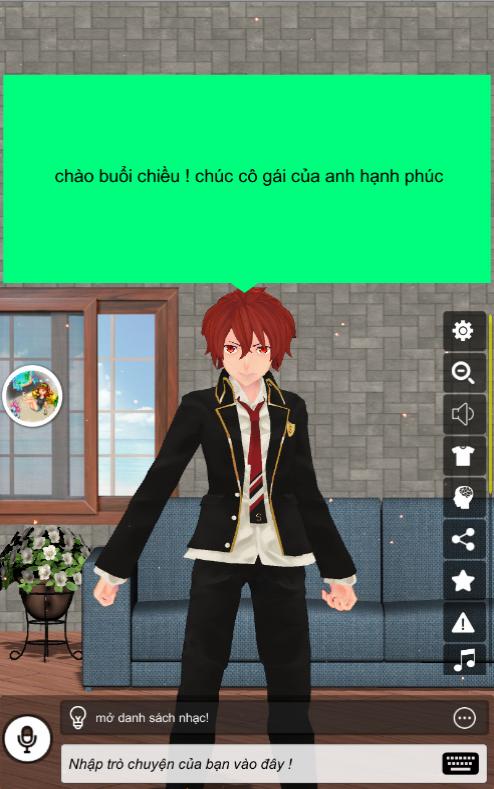 chào buổi chiều ! chúc cô gái của anh hạnh phúc
S
mở danh sách nhạc!
Nhập trò chuyện của bạn vào đây !